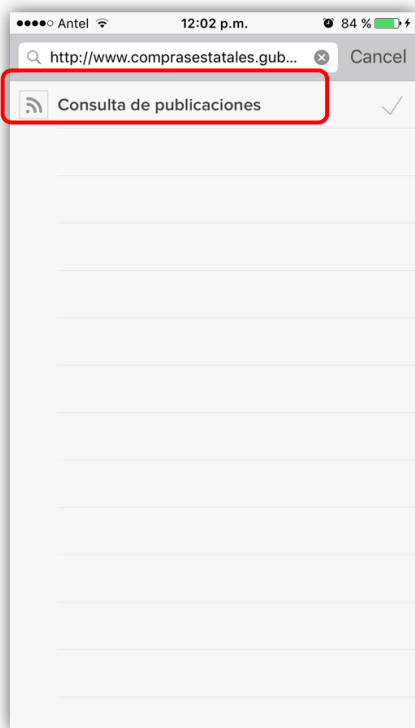 Antel 12:02 p.m. 84 %
http://www.comprasestatales.gub... Cancel
Consulta de publicaciones